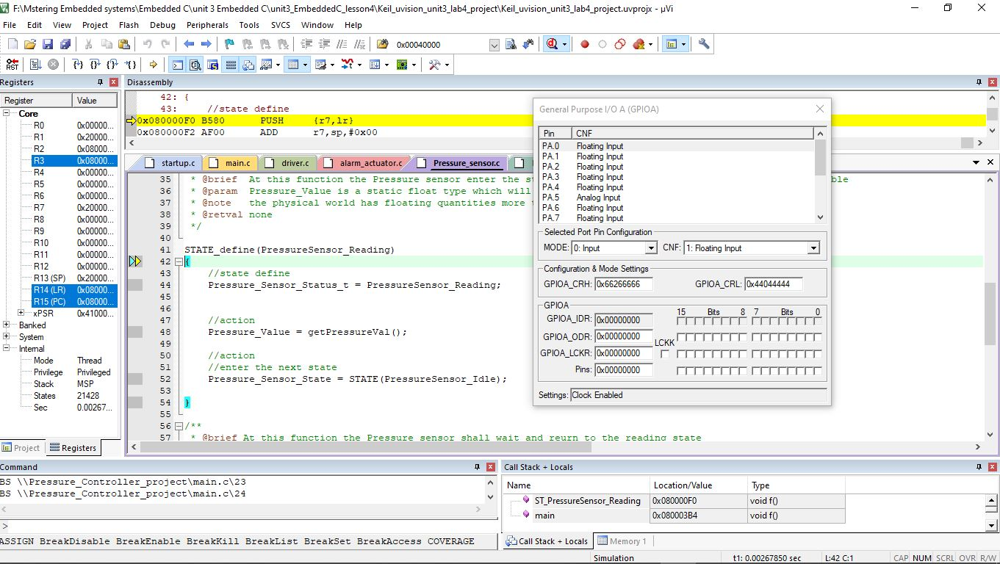 F:\Mstering Embedded systems\Embedded C\unit 3 Embedded C\unit3_EmbeddedC_lesson4\Keil_uvision_unit3_lab4_project\Keil_uvision_unit3_lab4_project.uvprojx - µVi
File Edit View Project Flash Debug Peripherals Tools SVCS Window Help
0x00040000
RST
Registers
Register Value
Core
R0 0x00000...
R1 0x20000...
R2 0x08000...
R3 0x08000...
R4 0x00000...
R5 0x00000...
R6 0x00000...
R7 0x20000...
R8 0x00000...
R9 0x00000...
R10 0x00000...
R11 0x00000...
R12 0x00000...
R13 (SP) 0x20000...
R14 (LR) 0x08000...
R15 (PC) 0x08000...
xPSR 0x41000...
Banked
System
Internal
Mode Thread
Privilege Privileged
Stack MSP
States 21428
Sec 0.00267...
Project Registers
Disassembly
42: {
43: //state define
0x080000F0 B580 PUSH {r7,lr}
0x080000F2 AF00 ADD r7,sp,#0x00
startup.c main.c driver.c alarm_actuator.c Pressure_sensor.c
35 * @brief At this function the Pressure sensor enter the st ble
36 * @param Pressure_Value is a static float type which will
37 * @note the physical world has floating quantities more
38 * @retval none
39 */
40
41 STATE_define(PressureSensor_Reading)
42 {
43 //state define
44 Pressure_Sensor_Status_t = PressureSensor_Reading;
45
46
47 //action
48 Pressure_Value = getPressureVal();
49
50 //action
51 //enter the next state
52 Pressure_Sensor_State = STATE(PressureSensor_Idle);
53
54 }
55
56 /**
57 * @brief At this function the Pressure sensor shall wait and reurn to the reading state
General Purpose I/O A (GPIOA)
Pin CNF
PA.0 Floating Input
PA.1 Floating Input
PA.2 Floating Input
PA.3 Floating Input
PA.4 Floating Input
PA.5 Analog Input
PA.6 Floating Input
PA.7 Floating Input
Selected Port Pin Configuration
MODE: 0: Input CNF: 1: Floating Input
Configuration & Mode Settings
GPIOA_CRH: 0x66266666 GPIOA_CRL: 0x44044444
GPIOA
15 Bits 8 7 Bits 0
GPIOA_IDR: 0x00000000
GPIOA_ODR: 0x00000000
LCKK
GPIOA_LCKR: 0x00000000
Pins: 0x00000000
Settings: Clock Enabled
Command
BS \\Pressure_Controller_project\main.c\23
BS \\Pressure_Controller_project\main.c\24
>
ASSIGN BreakDisable BreakEnable BreakKill BreakList BreakSet BreakAccess COVERAGE
Call Stack + Locals
Name Location/Value Type
ST_PressureSensor_Reading 0x080000F0 void f()
main 0x080003B4 void f()
Call Stack + Locals Memory 1
Simulation t1: 0.00267850 sec L:42 C:1 CAP NUM SCRL OVR R/W